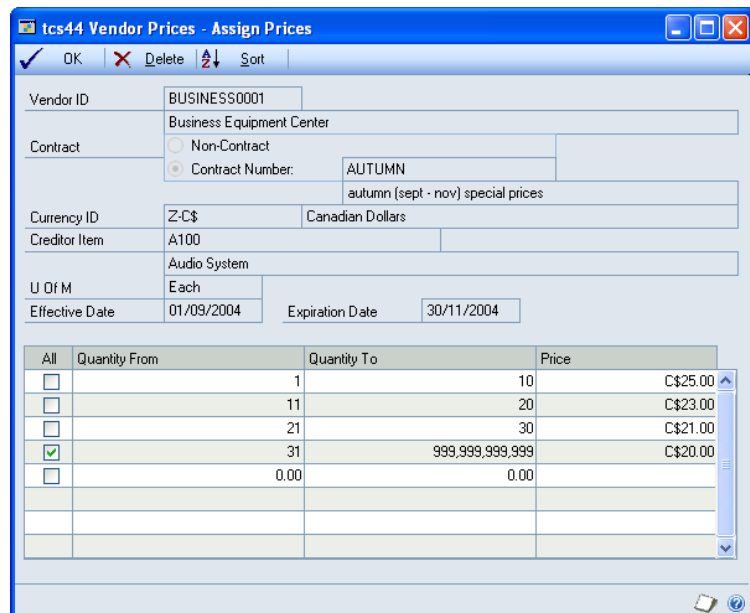 tcs44 Vendor Prices - Assign Prices
OK Delete AZ Sort
Vendor ID BUSINESS0001
Business Equipment Center
Contract Non-Contract
Contract Number: AUTUMN
autumn (sept - nov) special prices
Currency ID Z-C$ Canadian Dollars
Creditor Item A100
Audio System
U Of M Each
Effective Date 01/09/2004 Expiration Date 30/11/2004
All Quantity From Quantity To Price
1 10 C$25.00
11 20 C$23.00
21 30 C$21.00
31 999,999,999,999 C$20.00
0.00 0.00